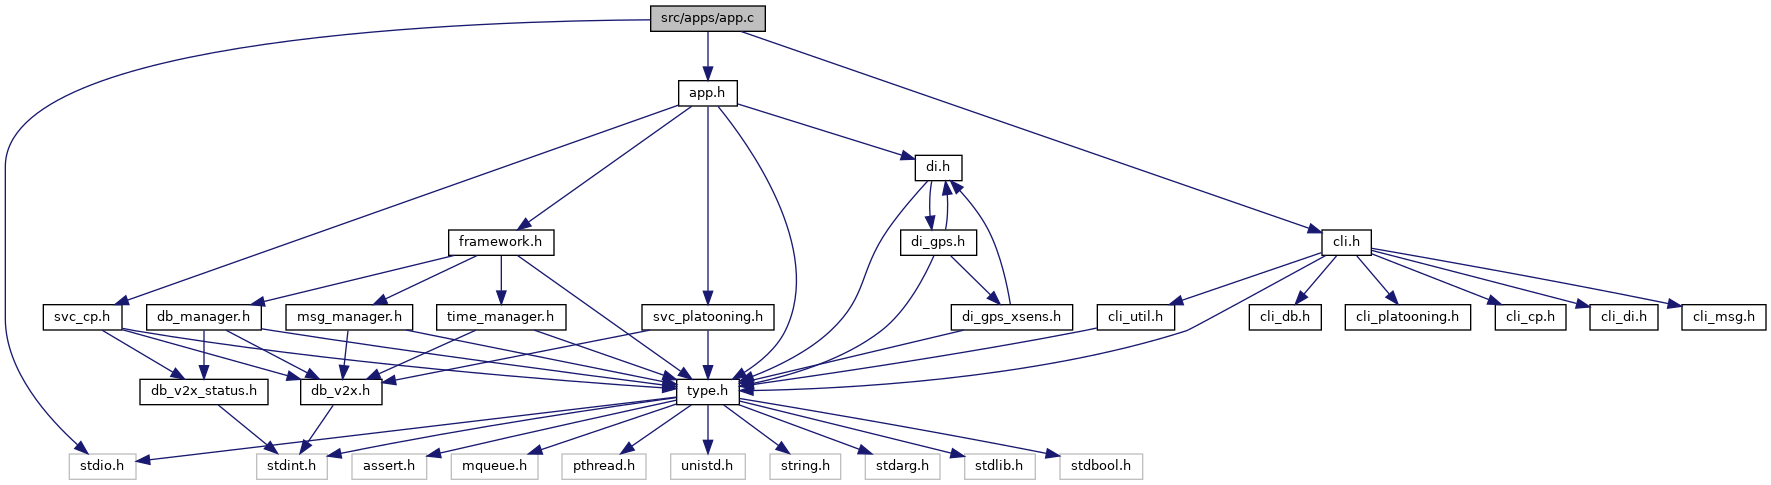 src/apps/app.c
app.h
di.h
framework.h
di_gps.h
cli.h
svc_cp.h
db_manager.h
msg_manager.h
time_manager.h
svc_platooning.h
di_gps_xsens.h
cli_util.h
cli_db.h
cli_platooning.h
cli_cp.h
cli_di.h
cli_msg.h
db_v2x_status.h
db_v2x.h
type.h
stdio.h
stdint.h
assert.h
mqueue.h
pthread.h
unistd.h
string.h
stdarg.h
stdlib.h
stdbool.h